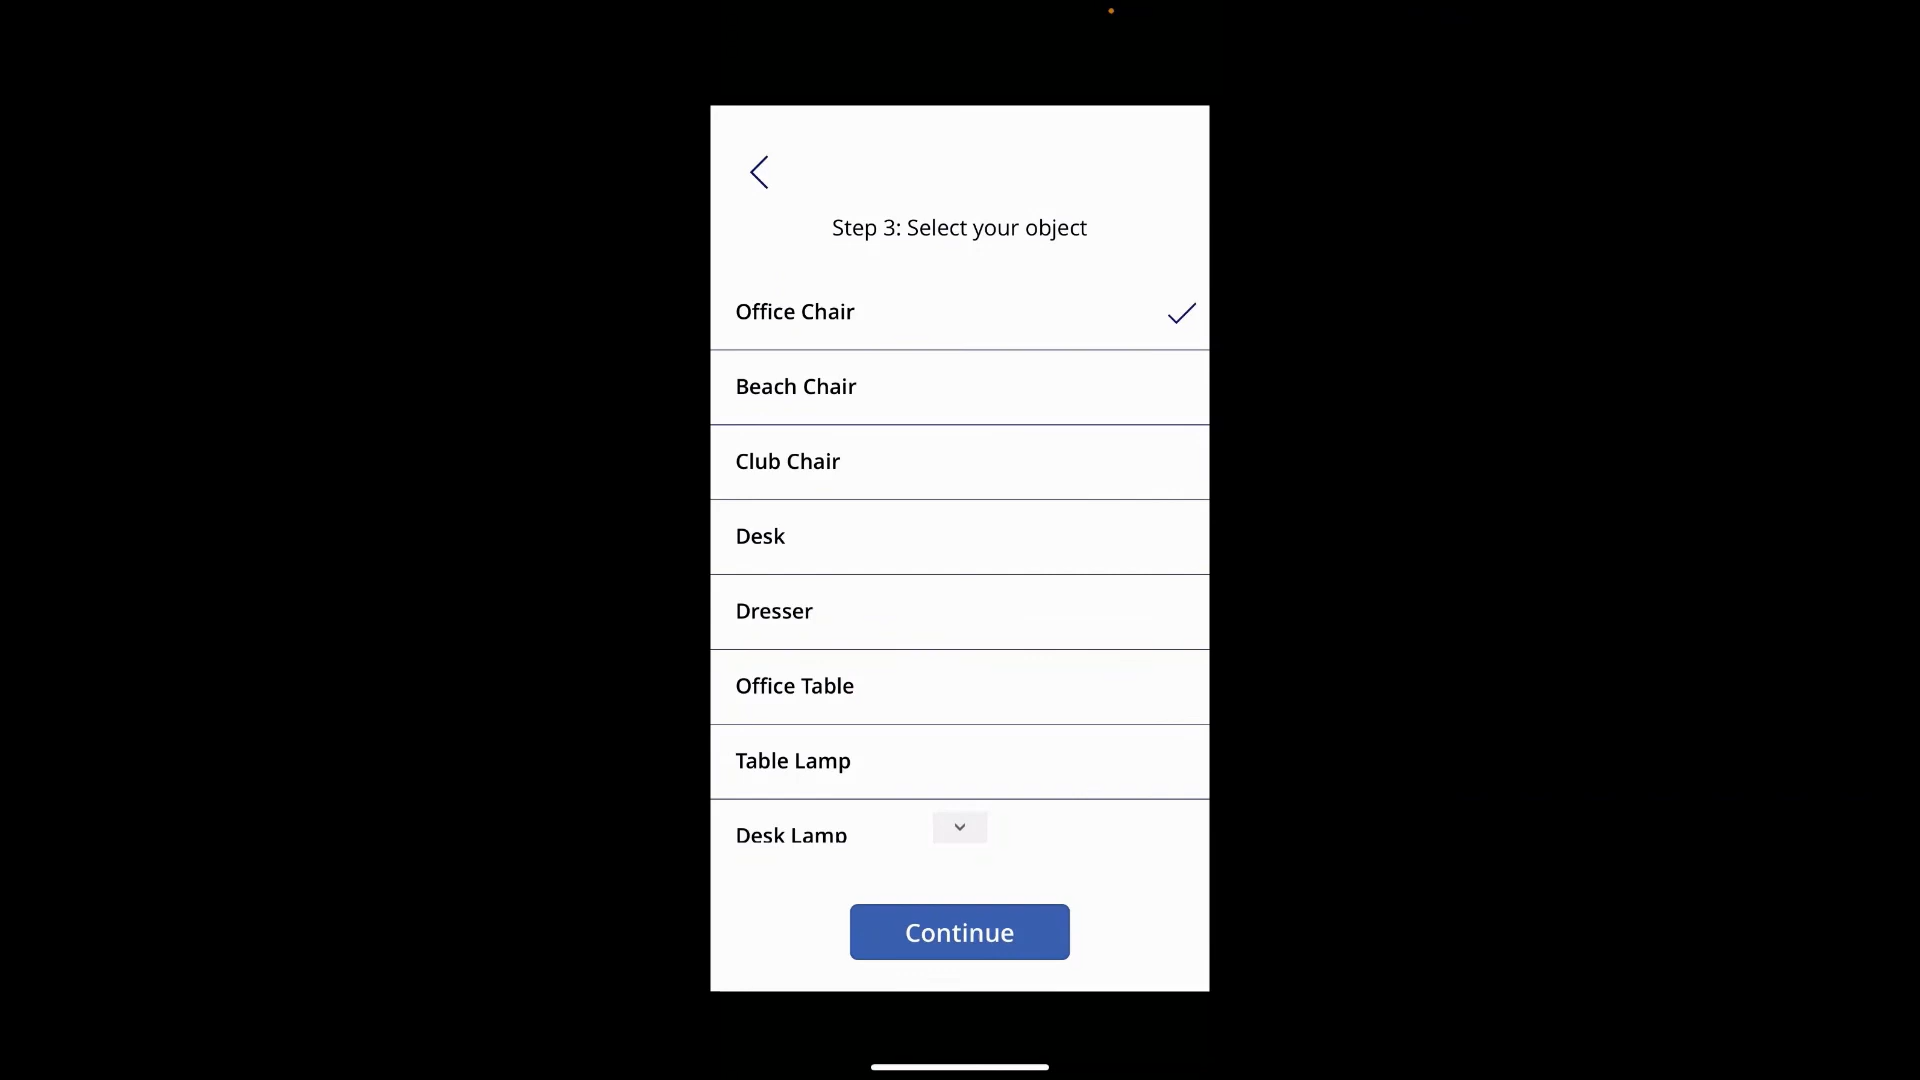 Step 3: Select your object
Office Chair
Beach Chair
Club Chair
Desk
Dresser
Office Table
Table Lamp
Desk Lamp
Continue